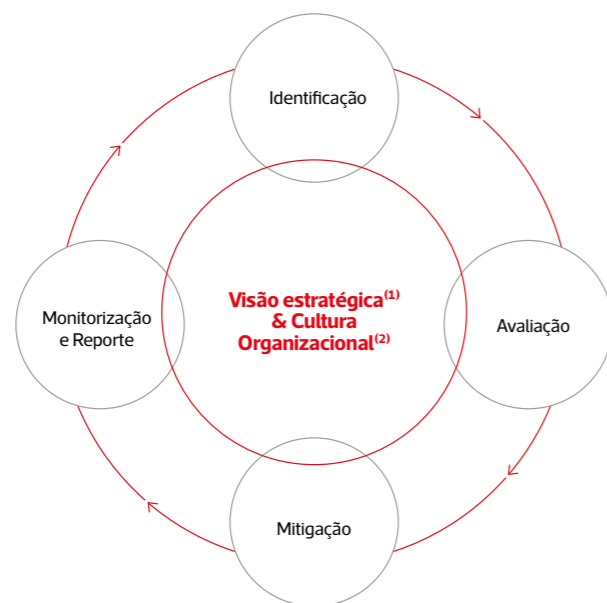 Identificação
Visão estratégica⁽¹⁾
& Cultura
Organizacional⁽²⁾
Monitorização
e Reporte
Avaliação
Mitigação